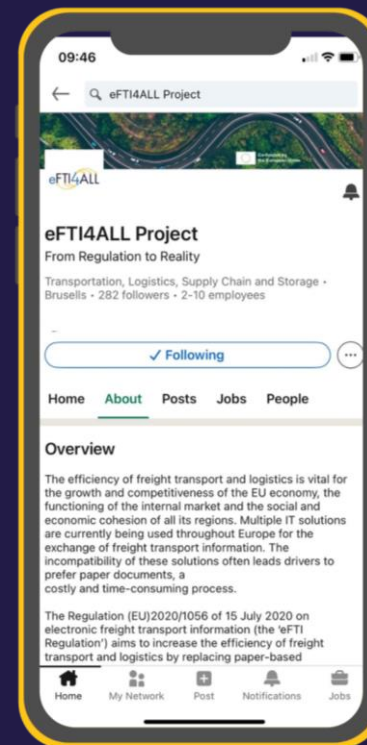 09:46
eFTI4ALL Project
eFTI4ALL
eFTI4ALL Project
From Regulation to Reality
Transportation, Logistics, Supply Chain and Storage •
Brusells • 282 followers • 2-10 employees
✓ Following
Home About Posts Jobs People
Overview
The efficiency of freight transport and logistics is vital for
the growth and competitiveness of the EU economy, the
functioning of the internal market and the social and
economic cohesion of all its regions. Multiple IT solutions
are currently being used throughout Europe for the
exchange of freight transport information. The
incompatibility of these solutions often leads drivers to
prefer paper documents, a
costly and time-consuming process.
The Regulation (EU)2020/1056 of 15 July 2020 on
electronic freight transport information (the 'eFTI
Regulation') aims to increase the efficiency of freight
transport and logistics by replacing paper-based
Home My Network Post Notifications Jobs